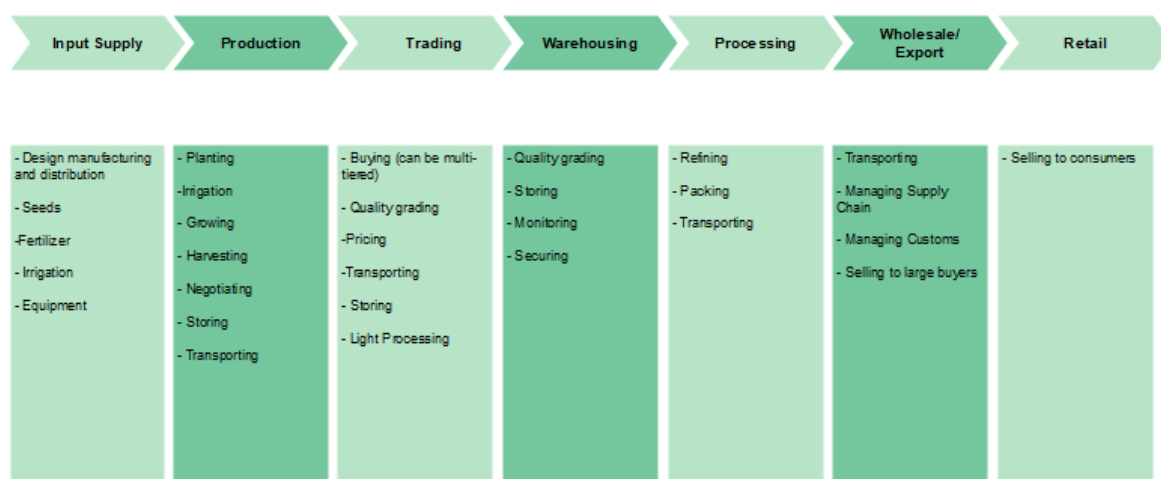 Input Supply
Production
Trading
Warehousing
Processing
Wholesale/
Export
Retail
- Design manufacturing
and distribution
- Seeds
-Fertilizer
- Irrigation
- Equipment
- Planting
-Irrigation
- Growing
- Harvesting
- Negotiating
- Storing
- Transporting
- Buying (can be multi-
tiered)
- Quality grading
-Pricing
-Transporting
- Storing
- Light Processing
- Quality grading
- Storing
- Monitoring
- Securing
- Refining
- Packing
- Transporting
- Transporting
- Managing Supply
Chain
- Managing Customs
- Selling to large buyers
- Selling to consumers